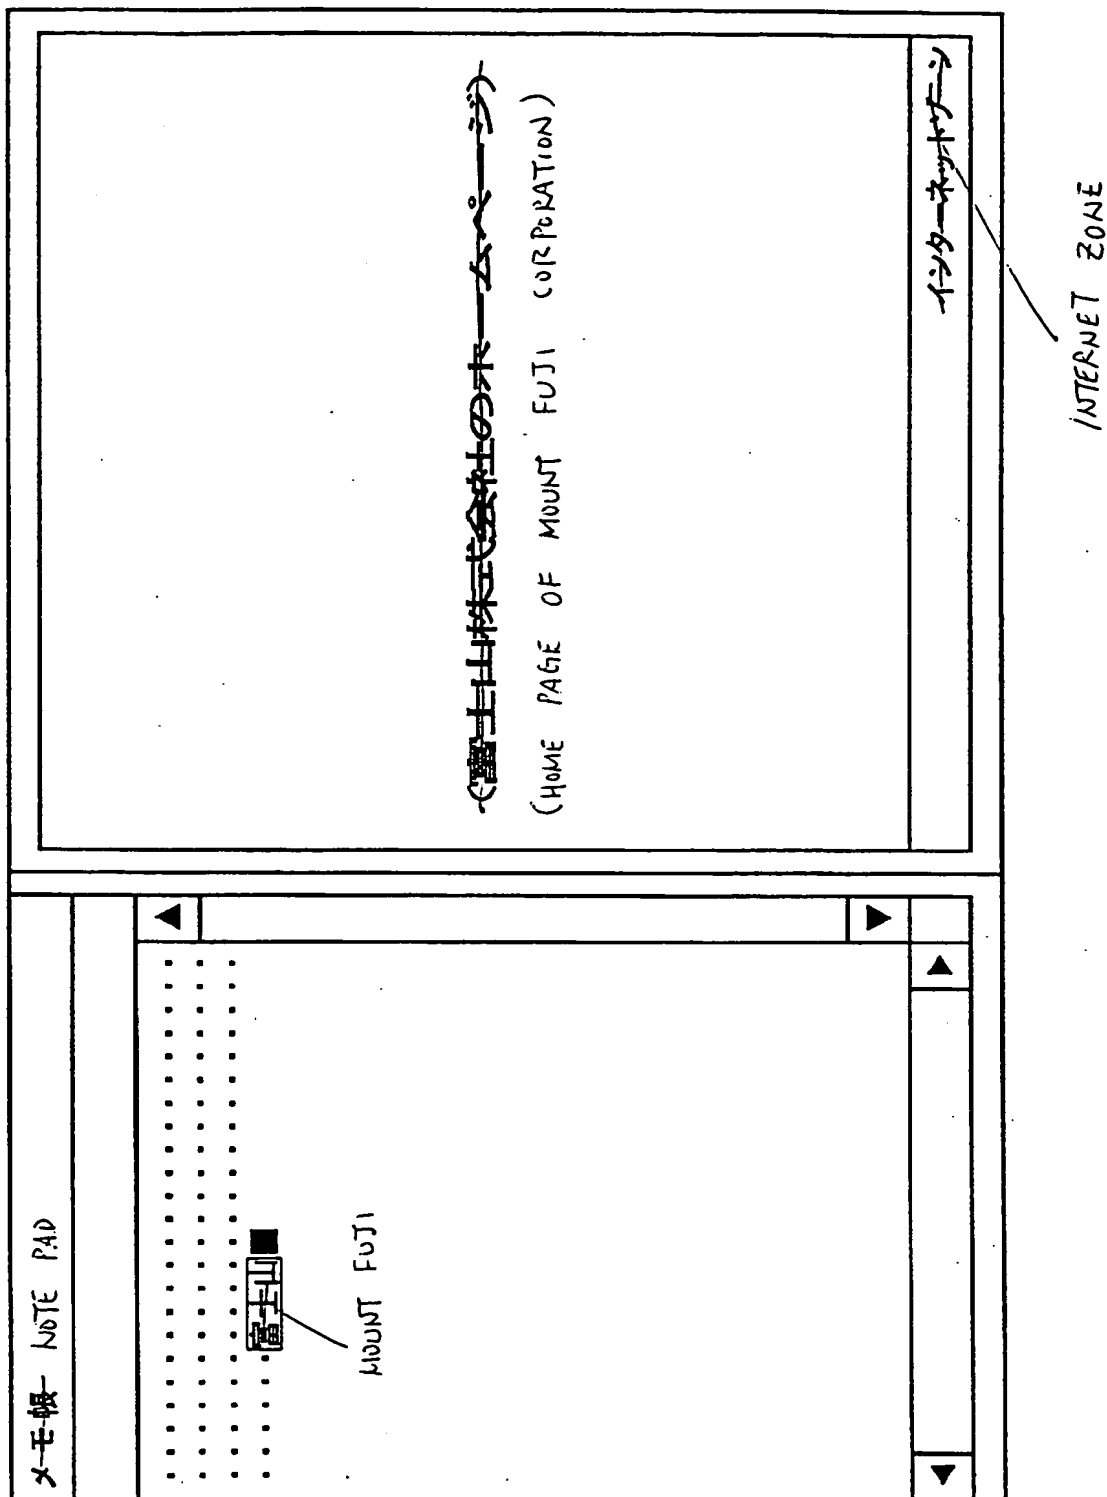 メモ帳 NOTE PAD
富士山
MOUNT FUJI
(富士山株式会社のホームページ)
(HOME PAGE OF MOUNT FUJI CORPORATION)
インターネットゾーン
INTERNET ZONE